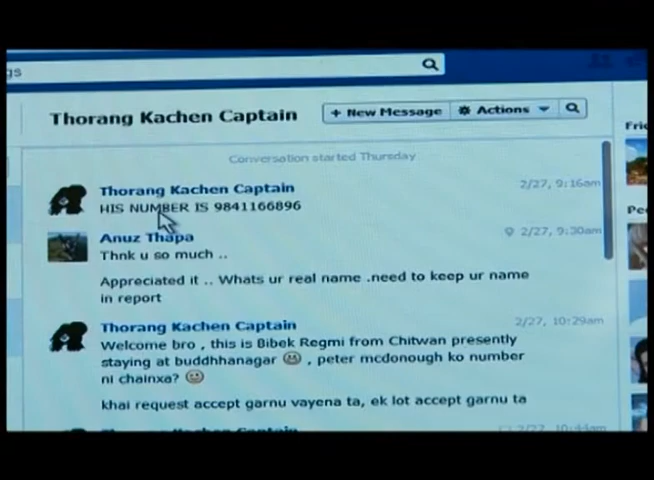 gs
Thorang Kachen Captain
+ New Message
Actions
Conversation started Thursday
Thorang Kachen Captain
2/27, 9:16am
HIS NUMBER IS 9841166896
Anuz Thapa
2/27, 9:30am
Thnk u so much ..
Appreciated it .. Whats ur real name .need to keep ur name
in report
Thorang Kachen Captain
2/27, 10:29am
Welcome bro , this is Bibek Regmi from Chitwan presently
staying at buddhhanagar , peter mcdonough ko number
ni chainxa?
khai request accept garnu vayena ta, ek lot accept garnu ta
Thorang Kachen Captain
2/27, 10:44am
Frie
Peo